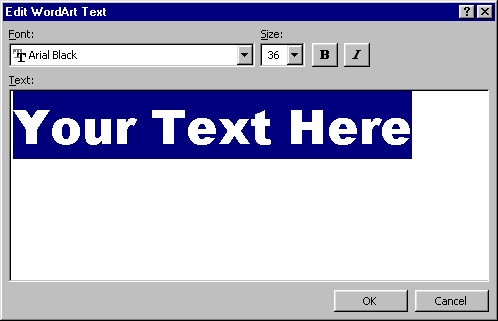 Edit WordArt Text ? X
Font: Size:
Arial Black 36 B I
Text:
Your Text Here
OK Cancel